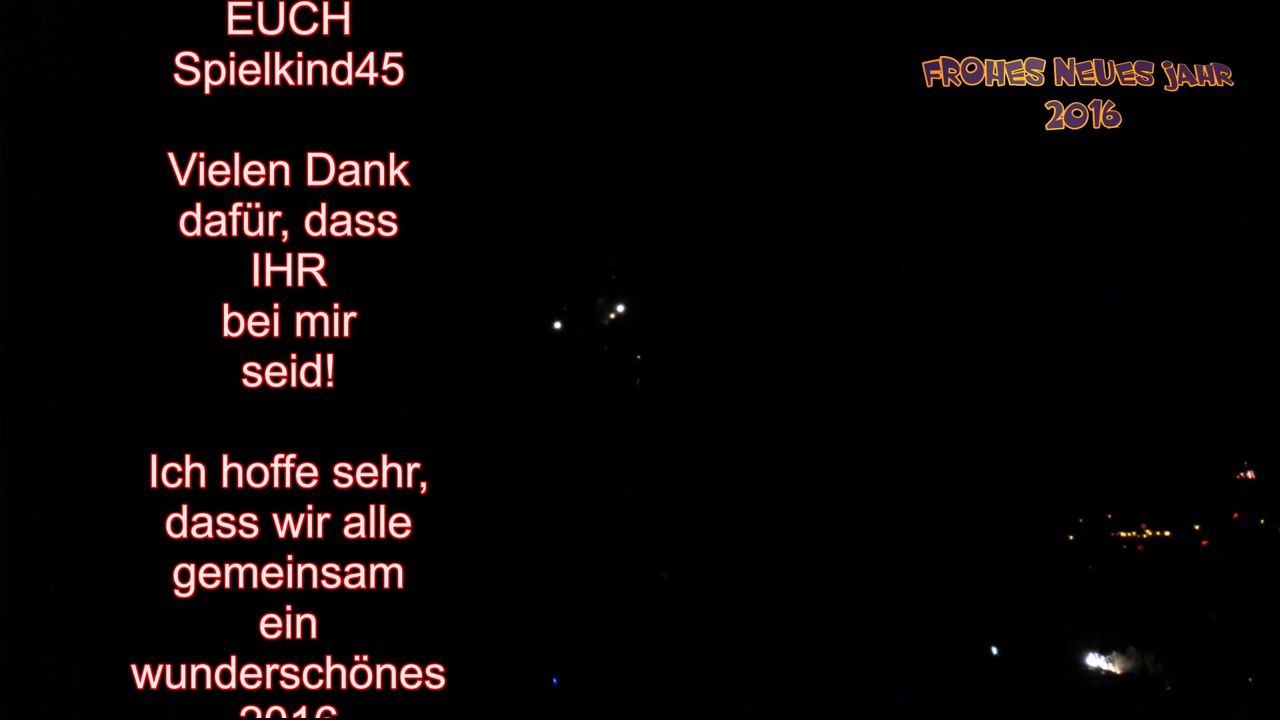 EUCH
Spielkind45
Vielen Dank
dafür, dass
IHR
bei mir
seid!
Ich hoffe sehr,
dass wir alle
gemeinsam
ein
wunderschönes
2016
FROHES NEUES JAHR
2016